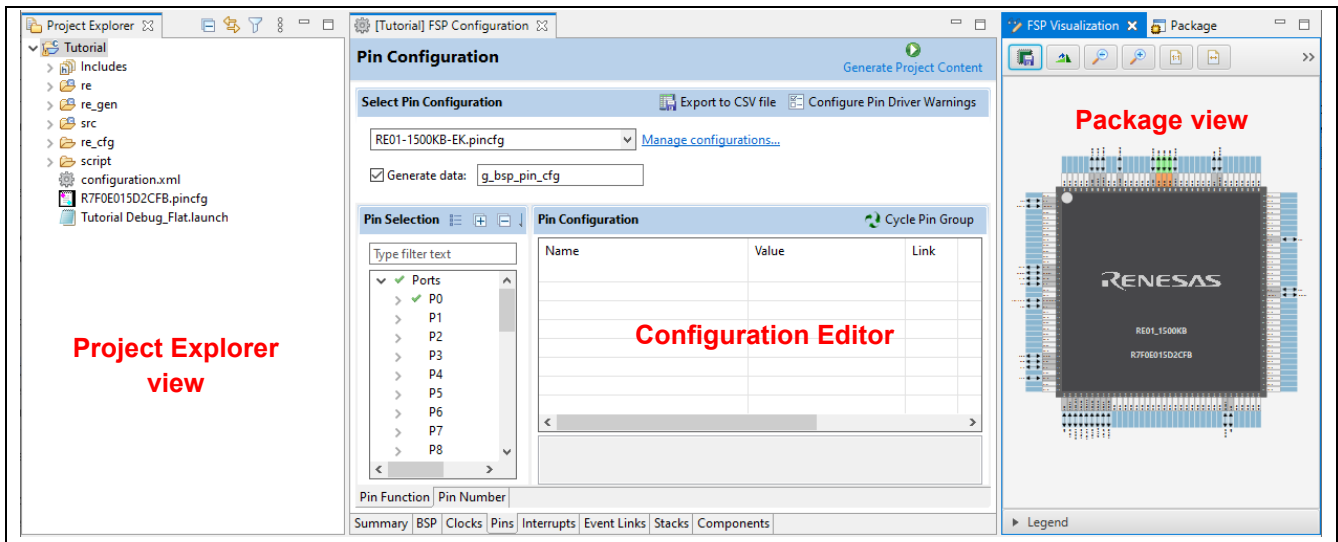 Project Explorer
Tutorial
Includes
re
re_gen
src
re_cfg
script
configuration.xml
R7F0E015D2CFB.pincfg
Tutorial Debug_Flat.launch
Project Explorer
view
[Tutorial] FSP Configuration
Pin Configuration
Generate Project Content
Select Pin Configuration
Export to CSV file
Configure Pin Driver Warnings
RE01-1500KB-EK.pincfg
Manage configurations...
Generate data:
g_bsp_pin_cfg
Pin Selection
Type filter text
Ports
P0
P1
P2
P3
P4
P5
P6
P7
P8
Pin Configuration
Cycle Pin Group
Name Value Link
Configuration Editor
Pin Function Pin Number
Summary BSP Clocks Pins Interrupts Event Links Stacks Components
FSP Visualization
Package
Package view
RENESAS
RE01_1500KB
R7F0E015D2CFB
Legend